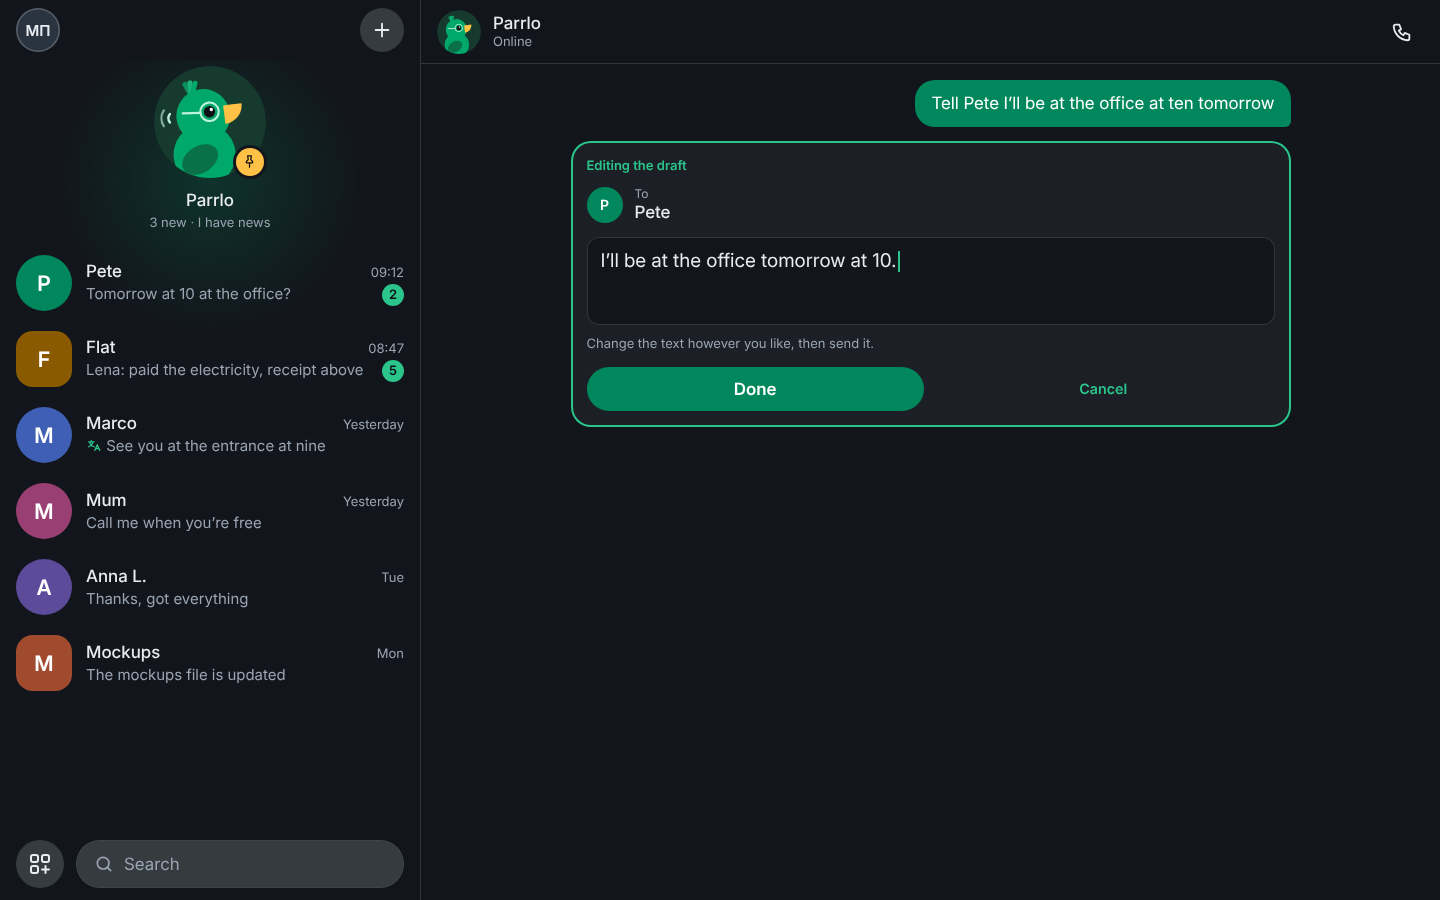 МП
Parrlo
3 new · I have news
Pete
09:12
Tomorrow at 10 at the office?
2
Flat
08:47
Lena: paid the electricity, receipt above
5
Marco
Yesterday
See you at the entrance at nine
Mum
Yesterday
Call me when you’re free
Anna L.
Tue
Thanks, got everything
Mockups
Mon
The mockups file is updated
Search
Parrlo
Online
Tell Pete I’ll be at the office at ten tomorrow
Editing the draft
To
Pete
I’ll be at the office tomorrow at 10.
Change the text however you like, then send it.
Done
Cancel
P
F
M
M
A
M
P